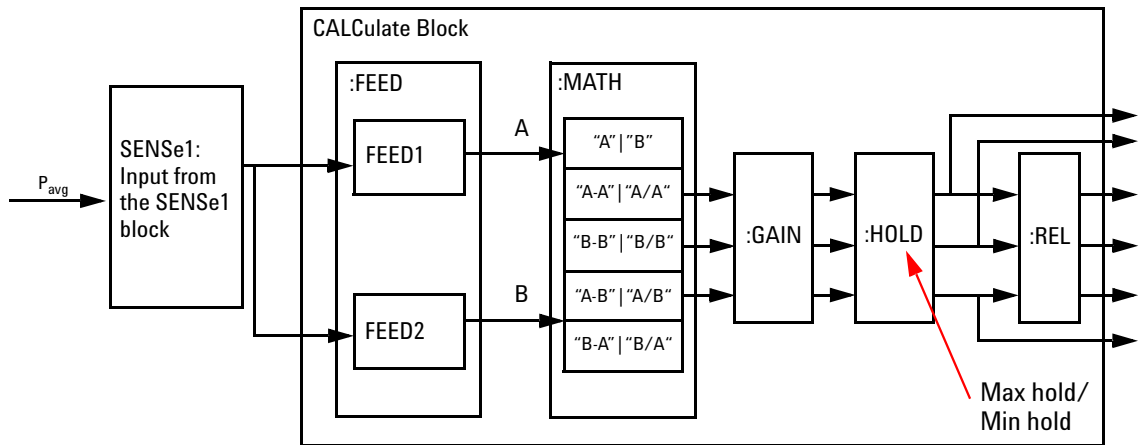 CALCulate Block
:FEED
:MATH
A
FEED1
“A”|”B”
SENSe1:
Input from
the SENSe1
block
Pavg
“A-A”|“A/A“
“B-B”|“B/B“
:GAIN
:HOLD
:REL
B
“A-B”|“A/B“
FEED2
“B-A”|“B/A“
Max hold/
Min hold